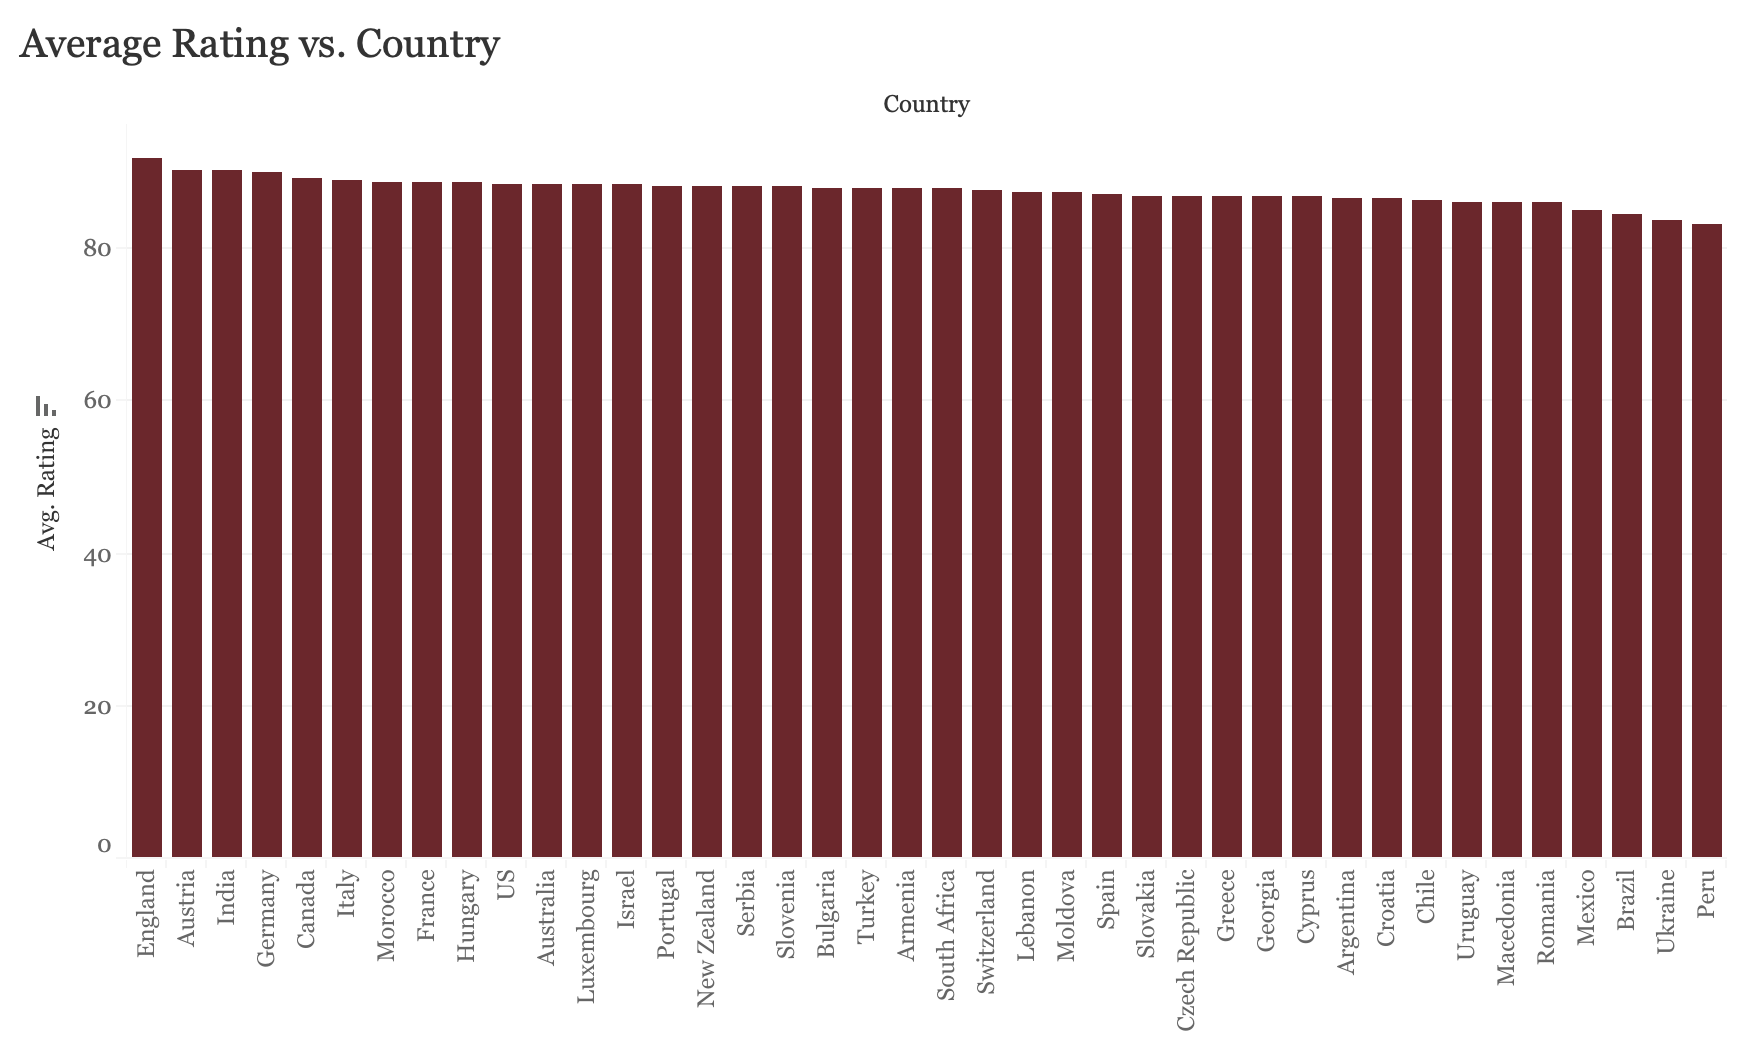 Average Rating vs. Country
Country
80
60
40
20
0
Avg. Rating
England
Austria
India
Germany
Canada
Italy
Morocco
France
Hungary
US
Australia
Luxembourg
Israel
Portugal
New Zealand
Serbia
Slovenia
Bulgaria
Turkey
Armenia
South Africa
Switzerland
Lebanon
Moldova
Spain
Slovakia
Czech Republic
Greece
Georgia
Cyprus
Argentina
Croatia
Chile
Uruguay
Macedonia
Romania
Mexico
Brazil
Ukraine
Peru